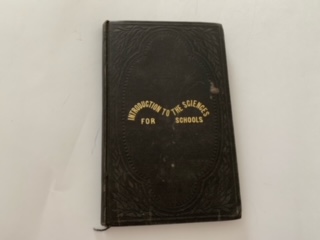 INTRODUCTION TO THE SCIENCES
FOR SCHOOLS